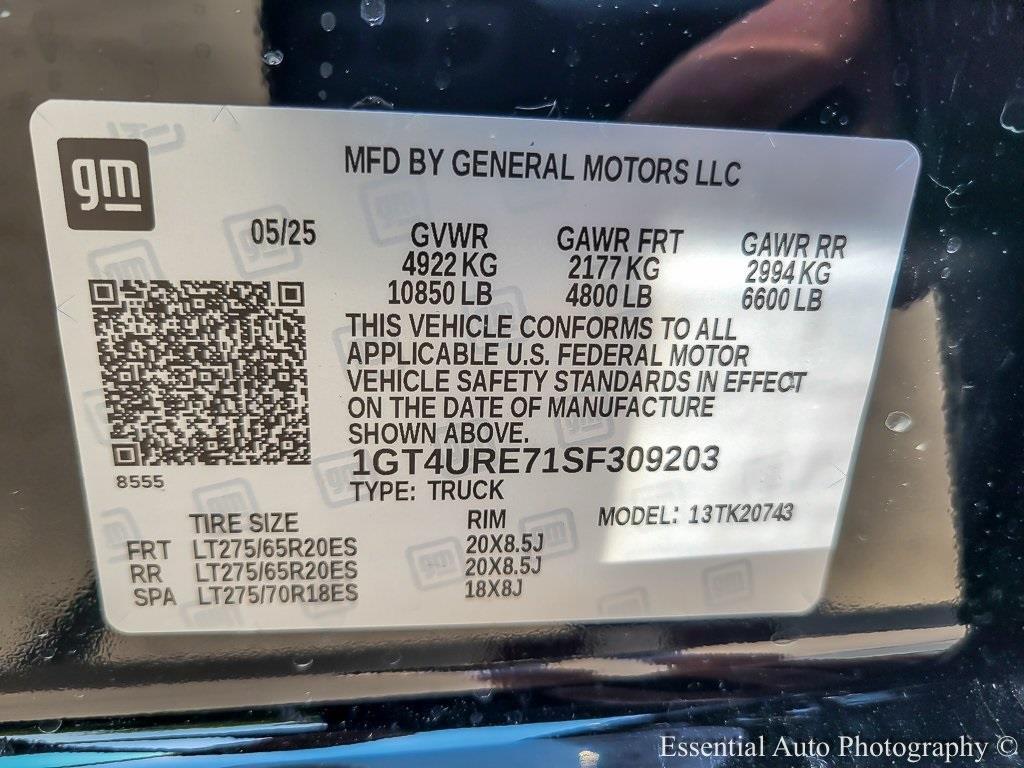 gm
MFD BY GENERAL MOTORS LLC
05/25
GVWR GAWR FRT GAWR RR
4922 KG 2177 KG 2994 KG
10850 LB 4800 LB 6600 LB
THIS VEHICLE CONFORMS TO ALL
APPLICABLE U.S. FEDERAL MOTOR
VEHICLE SAFETY STANDARDS IN EFFECT
ON THE DATE OF MANUFACTURE
SHOWN ABOVE.
1GT4URE71SF309203
8555
TYPE: TRUCK MODEL: 13TK20743
TIRE SIZE RIM
FRT LT275/65R20ES 20X8.5J
RR LT275/65R20ES 20X8.5J
SPA LT275/70R18ES 18X8J
Essential Auto Photography ©